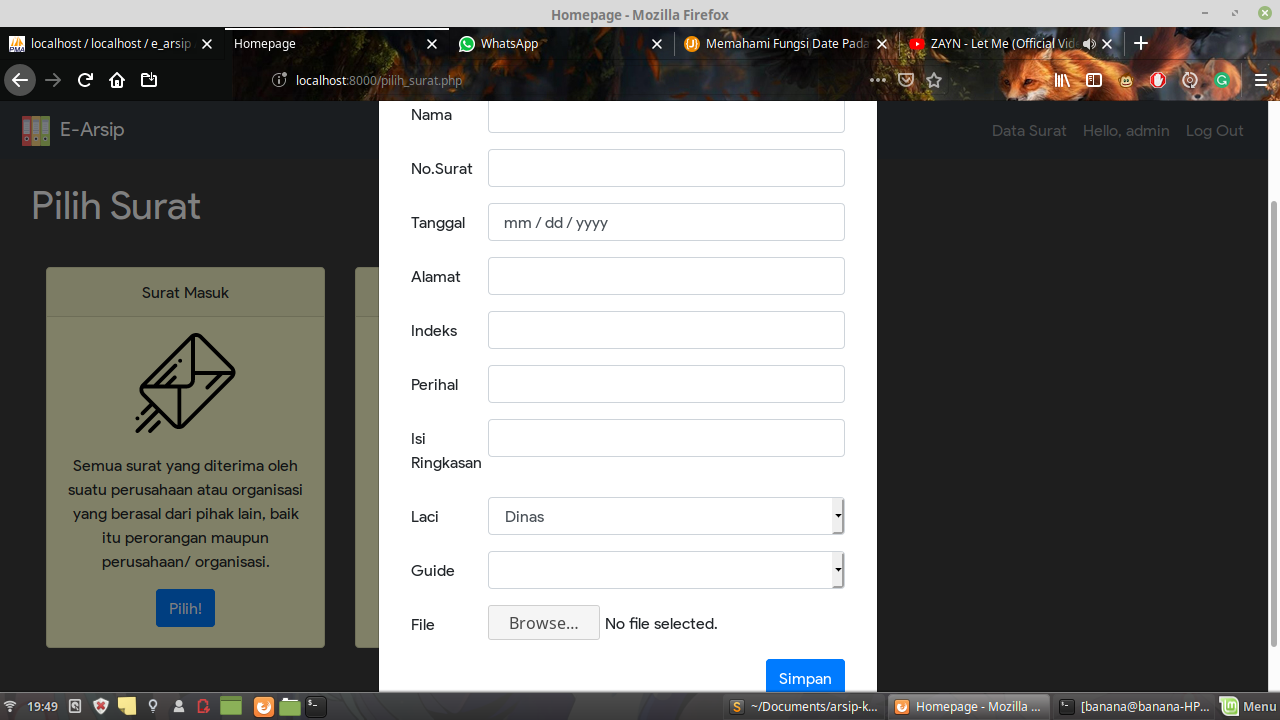 Homepage - Mozilla Firefox
localhost / localhost / e_arsip
Homepage
WhatsApp
Memahami Fungsi Date Pada
ZAYN - Let Me (Official Vide
localhost:8000/pilih_surat.php
E-Arsip
Data Surat
Hello, admin
Log Out
Pilih Surat
Surat Masuk
Semua surat yang diterima oleh
suatu perusahaan atau organisasi
yang berasal dari pihak lain, baik
itu perorangan maupun
perusahaan/ organisasi.
Pilih!
Nama
No.Surat
Tanggal
mm / dd / yyyy
Alamat
Indeks
Perihal
Isi
Ringkasan
Laci
Dinas
Guide
File
Browse...
No file selected.
Simpan
19:49
~/Documents/arsip-k...
Homepage - Mozilla ...
[banana@banana-HP...
Menu